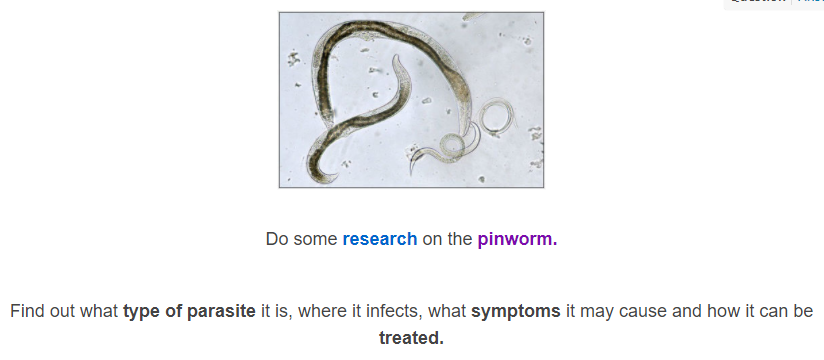 Do some research on the pinworm.
Find out what type of parasite it is, where it infects, what symptoms it may cause and how it can be
treated.